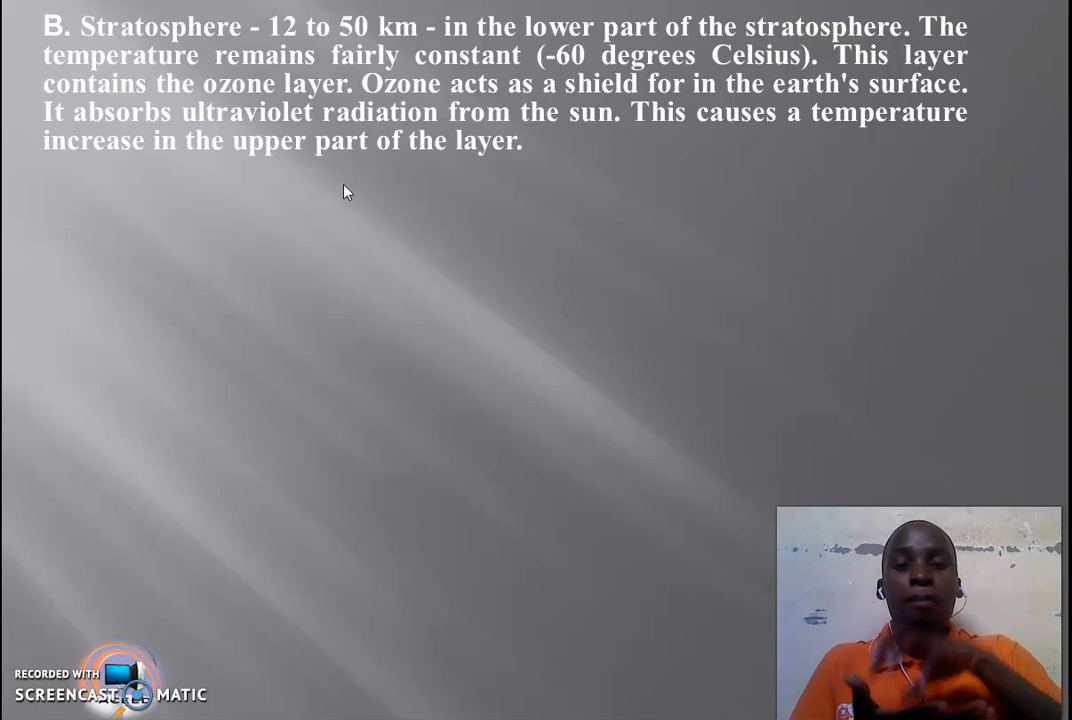 B. Stratosphere - 12 to 50 km - in the lower part of the stratosphere. The
temperature remains fairly constant (-60 degrees Celsius). This layer
contains the ozone layer. Ozone acts as a shield for in the earth's surface.
It absorbs ultraviolet radiation from the sun. This causes a temperature
increase in the upper part of the layer.
RECORDED WITH
SCREENCAST MATIC